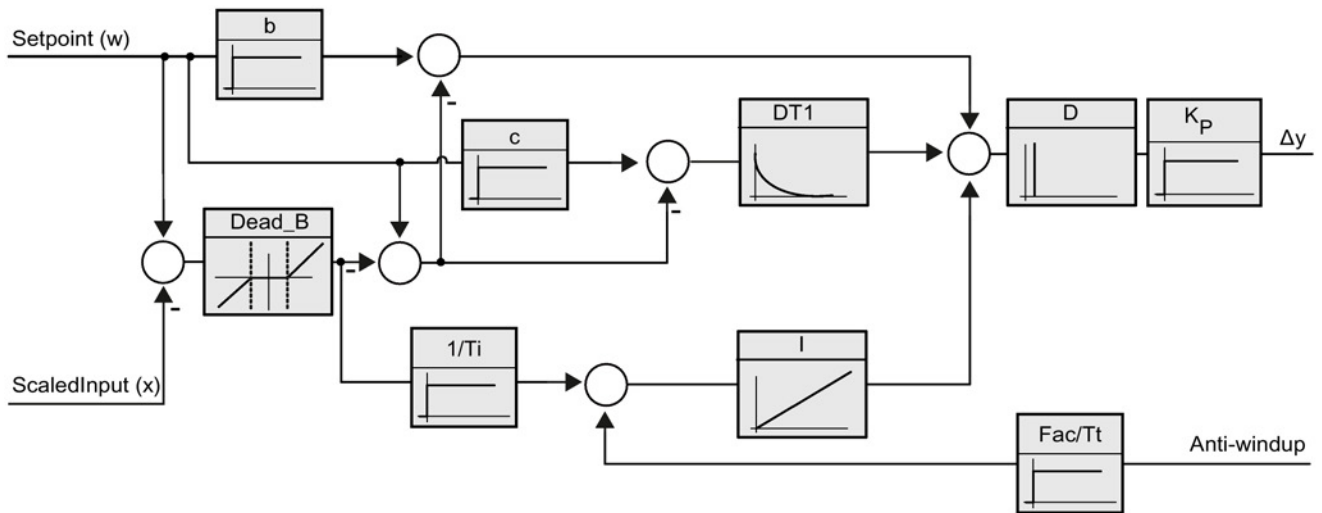 b
Setpoint (w)
-
DT1
D
K_P
Δy
c
-
Dead_B
-
-
1/Ti
I
ScaledInput (x)
Fac/Tt
Anti-windup